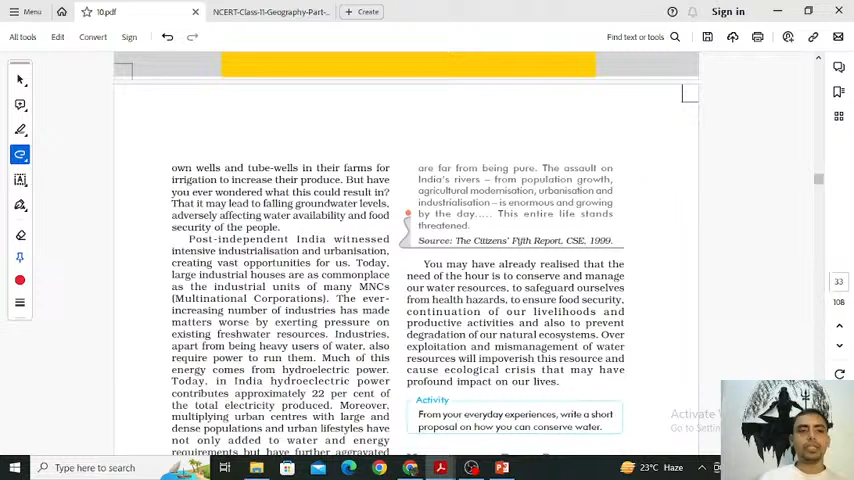 Menu
10.pdf
NCERT-Class-11-Geography-Part-
Create
Sign in
All tools
Edit
Convert
Sign
Find text or tools
own wells and tube-wells in their farms for
irrigation to increase their produce. But have
you ever wondered what this could result in?
That it may lead to falling groundwater levels,
adversely affecting water availability and food
security of the people.
Post-independent India witnessed
intensive industrialisation and urbanisation,
creating vast opportunities for us. Today,
large industrial houses are as commonplace
as the industrial units of many MNCs
(Multinational Corporations). The ever-
increasing number of industries has made
matters worse by exerting pressure on
existing freshwater resources. Industries,
apart from being heavy users of water, also
require power to run them. Much of this
energy comes from hydroelectric power.
Today, in India hydroelectric power
contributes approximately 22 per cent of
the total electricity produced. Moreover,
multiplying urban centres with large and
dense populations and urban lifestyles have
not only added to water and energy
requirements but have further aggravated
are far from being pure. The assault on
India's rivers – from population growth,
agricultural modernisation, urbanisation and
industrialisation – is enormous and growing
by the day..... This entire life stands
threatened.
Source: The Citizens' Fifth Report, CSE, 1999.
You may have already realised that the
need of the hour is to conserve and manage
our water resources, to safeguard ourselves
from health hazards, to ensure food security,
continuation of our livelihoods and
productive activities and also to prevent
degradation of our natural ecosystems. Over
exploitation and mismanagement of water
resources will impoverish this resource and
cause ecological crisis that may have
profound impact on our lives.
Activity
From your everyday experiences, write a short
proposal on how you can conserve water.
33
108
Activate
Go to Setting
Type here to search
23°C Haze